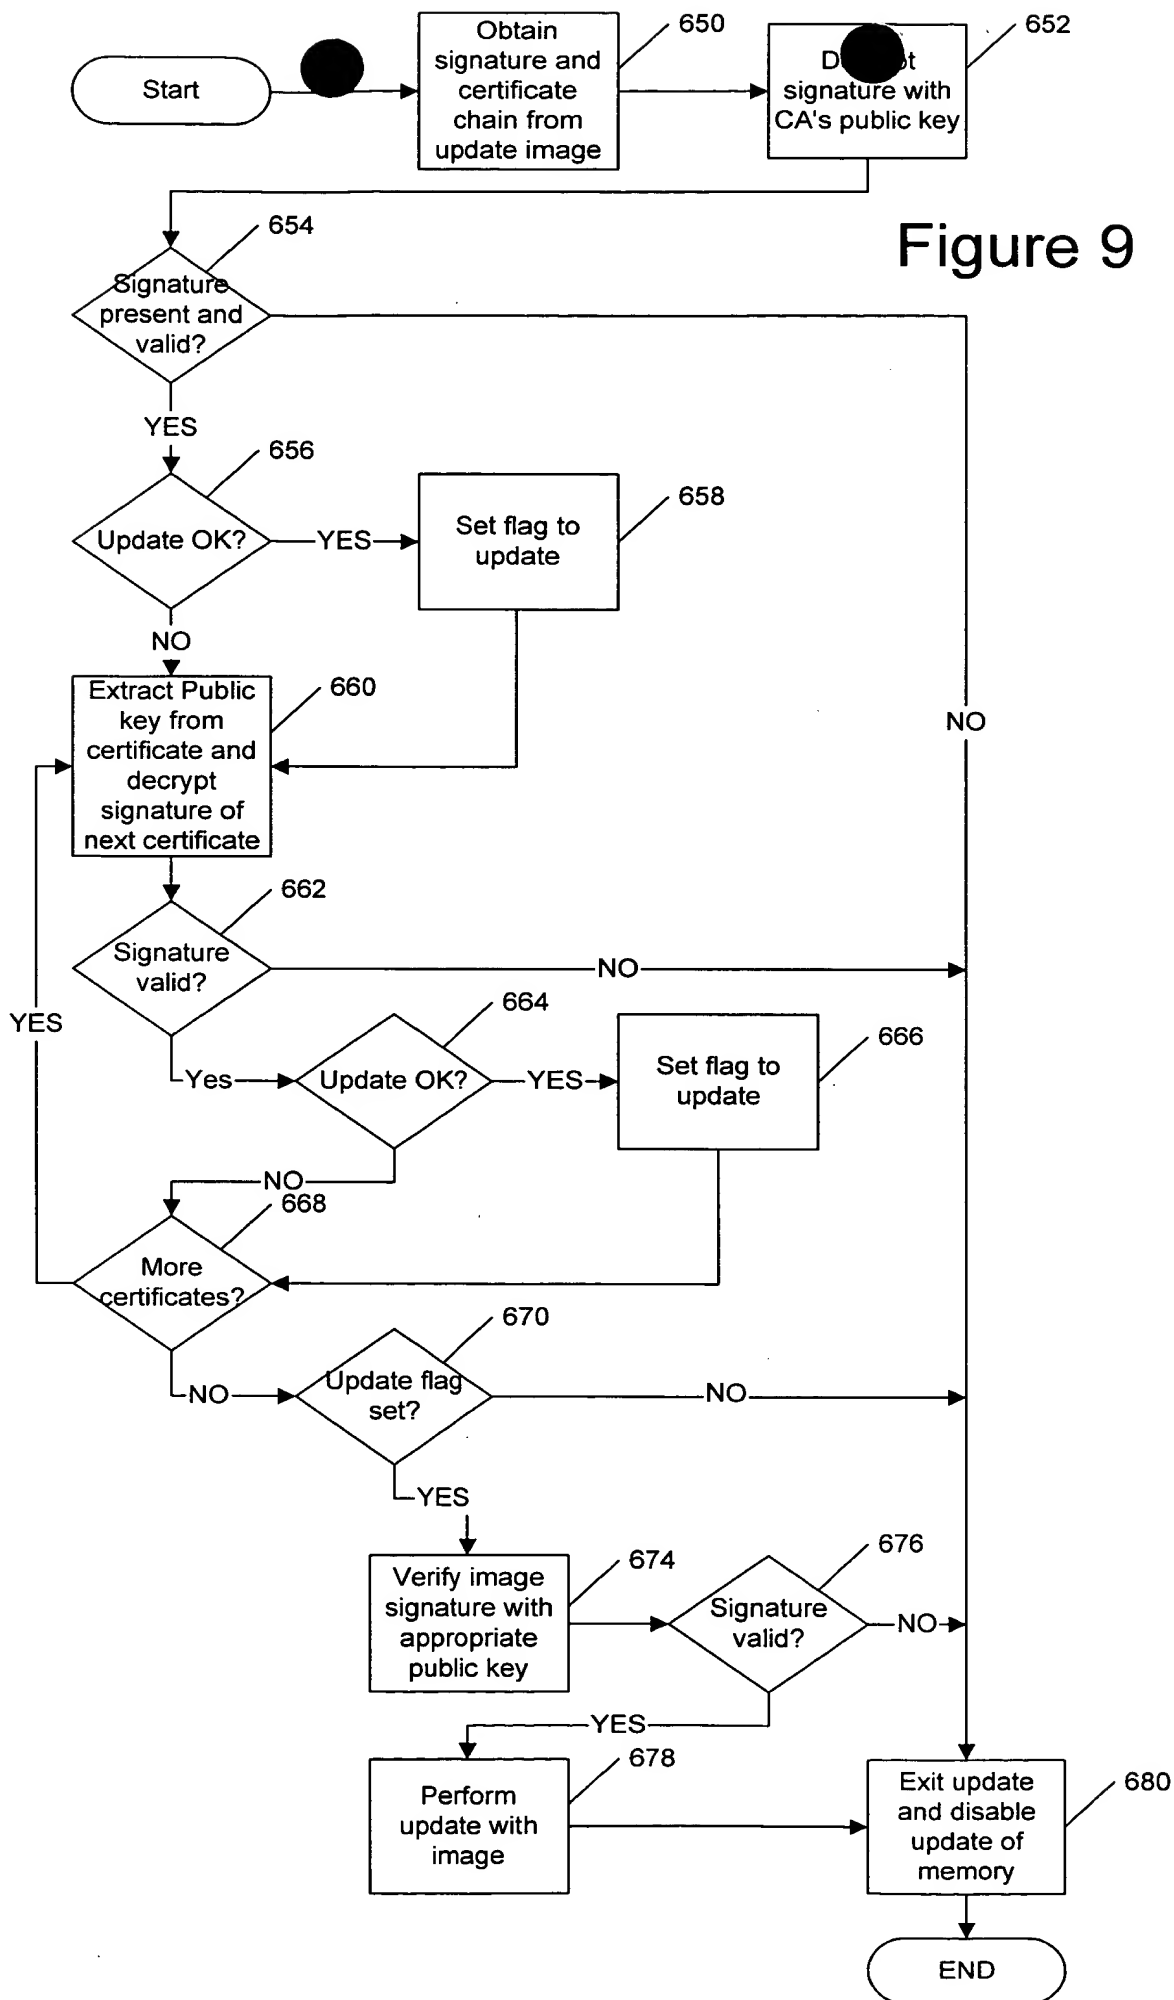 Start
Obtain
signature and
certificate
chain from
update image
650
signature with
CA's public key
652
Figure 9
654
Signature
present and
valid?
NO
YES
656
Update OK?
YES
Set flag to
update
658
NO
Extract Public
key from
certificate and
decrypt
signature of
next certificate
660
662
Signature
valid?
NO
YES
Yes
664
Update OK?
YES
Set flag to
update
666
NO
668
More
certificates?
NO
670
Update flag
set?
NO
YES
Verify image
signature with
appropriate
public key
674
676
Signature
valid?
NO
YES
Perform
update with
image
678
Exit update
and disable
update of
memory
680
END